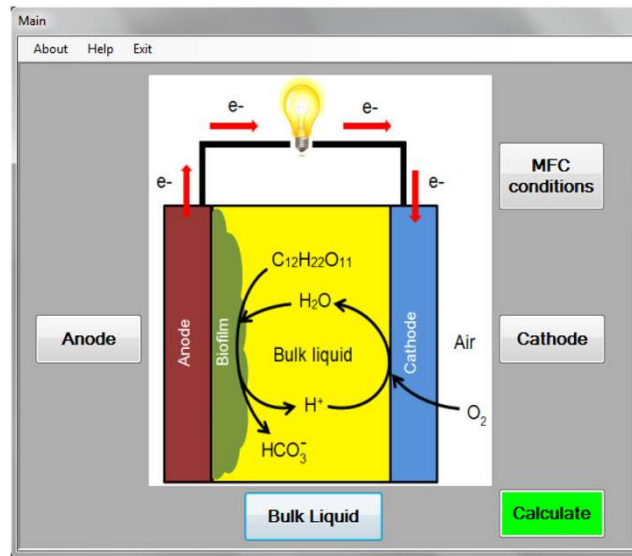 Main
About Help Exit
e- e-
e- e-
MFC
conditions
C₁₂H₂₂O₁₁
H₂O
Anode
Anode
Biofilm
Bulk liquid
Cathode
Air
Cathode
H⁺
O₂
HCO₃⁻
Bulk Liquid
Calculate